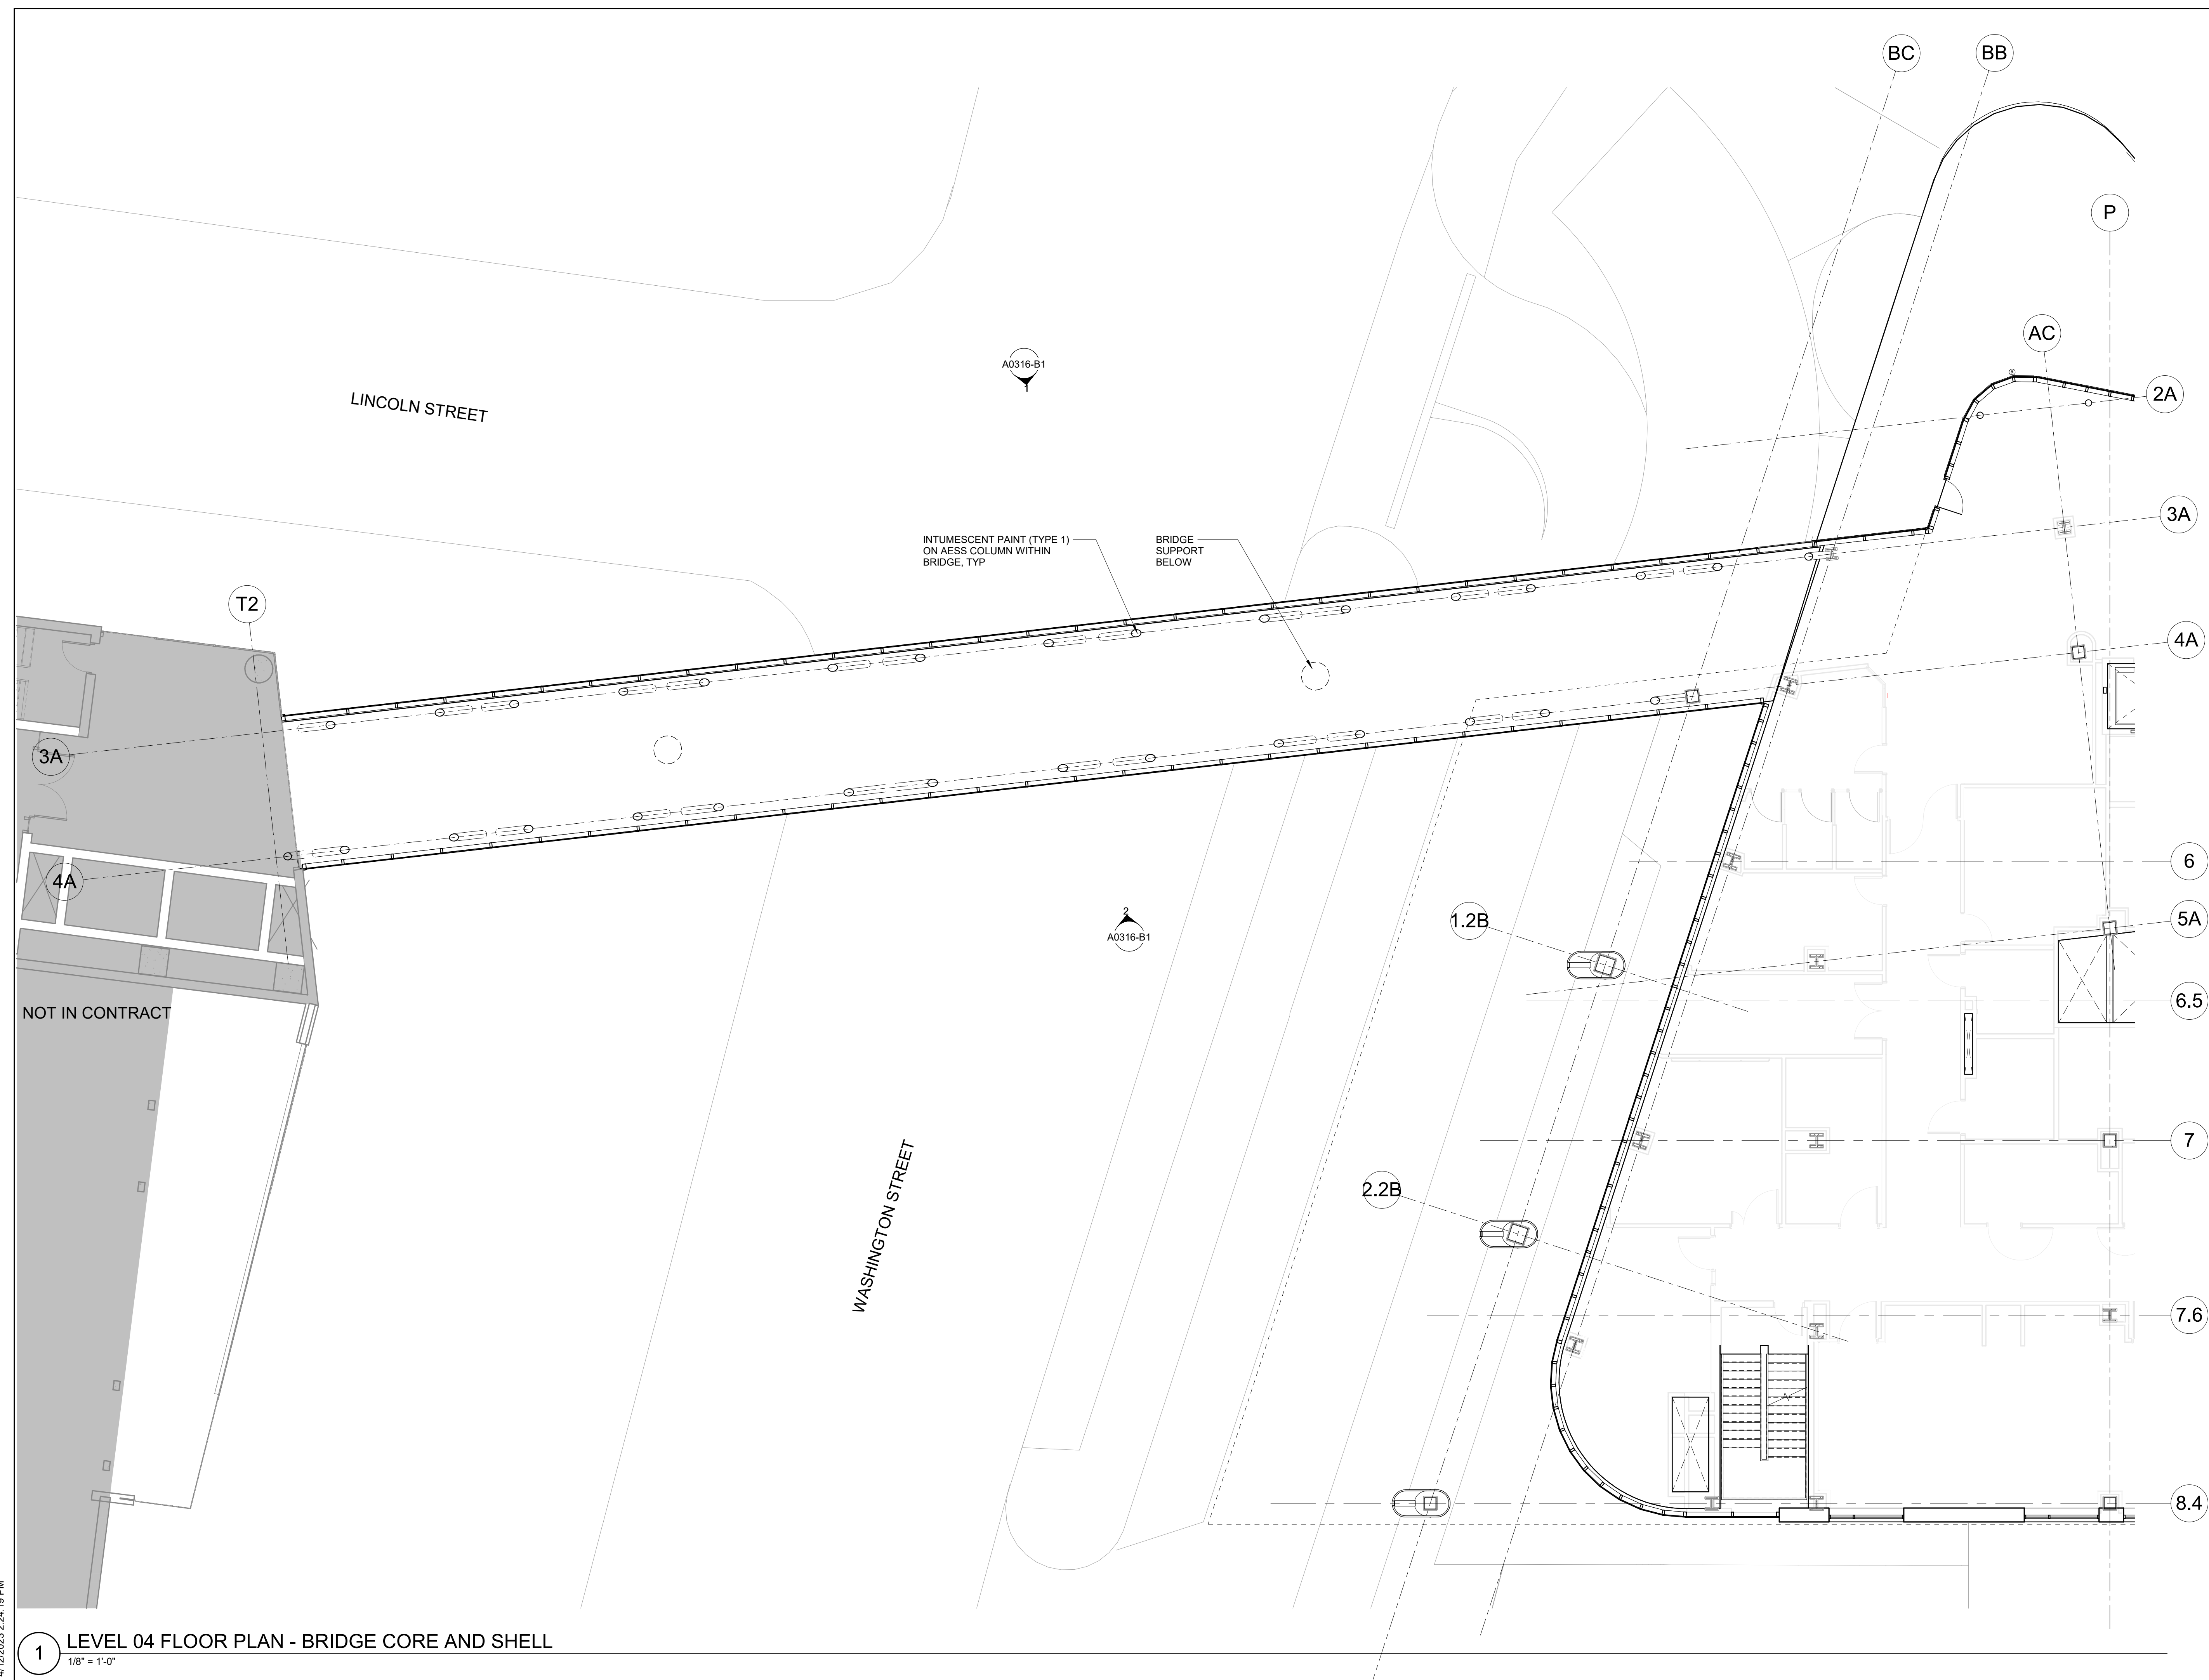 BC
BB
P
AC
2A
A0316-B1
1
LINCOLN STREET
3A
INTUMESCENT PAINT (TYPE 1)
ON AESS COLUMN WITHIN
BRIDGE, TYP
BRIDGE
SUPPORT
BELOW
T2
4A
3A
4A
6
1.2B
2
A0316-B1
5A
6.5
NOT IN CONTRACT
7
WASHINGTON STREET
2.2B
7.6
8.4
1
LEVEL 04 FLOOR PLAN - BRIDGE CORE AND SHELL
1/8" = 1'-0"